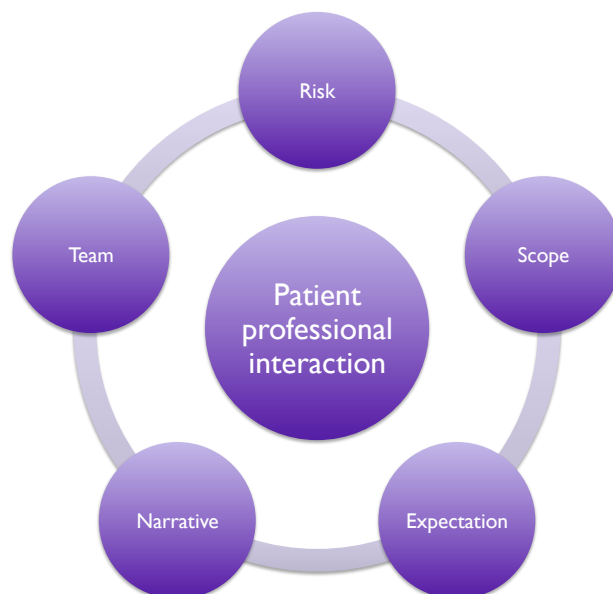 Risk
Team
Scope
Patient
professional
interaction
Narrative
Expectation